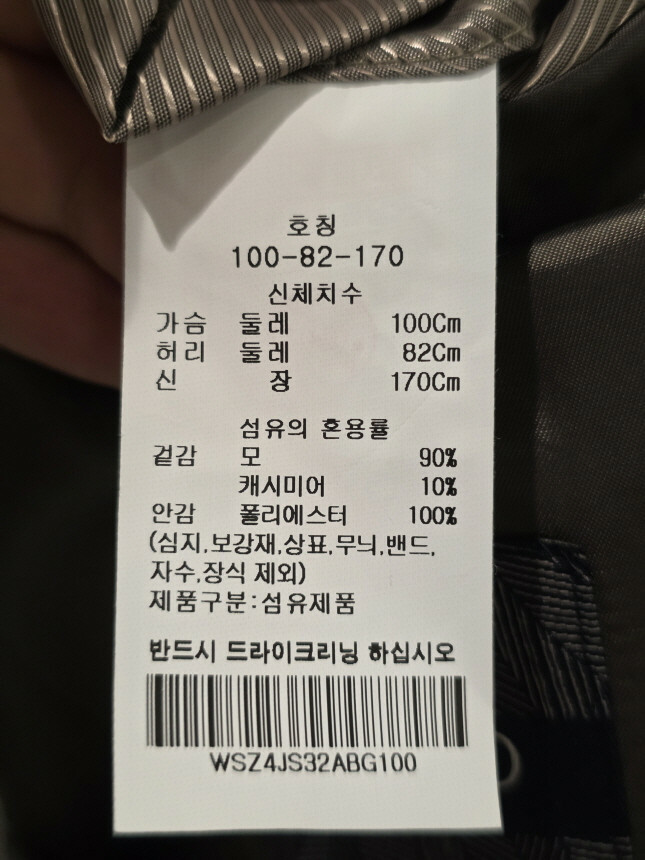 호칭
100-82-170
신체치수
가슴 둘레 100Cm
허리 둘레 82Cm
신 장 170Cm
섬유의 혼용률
겉감 모 90%
캐시미어 10%
안감 폴리에스터 100%
(심지,보강재,상표,무늬,밴드,
자수,장식 제외)
제품구분:섬유제품
반드시 드라이크리닝 하십시오
WSZ4JS32ABG100